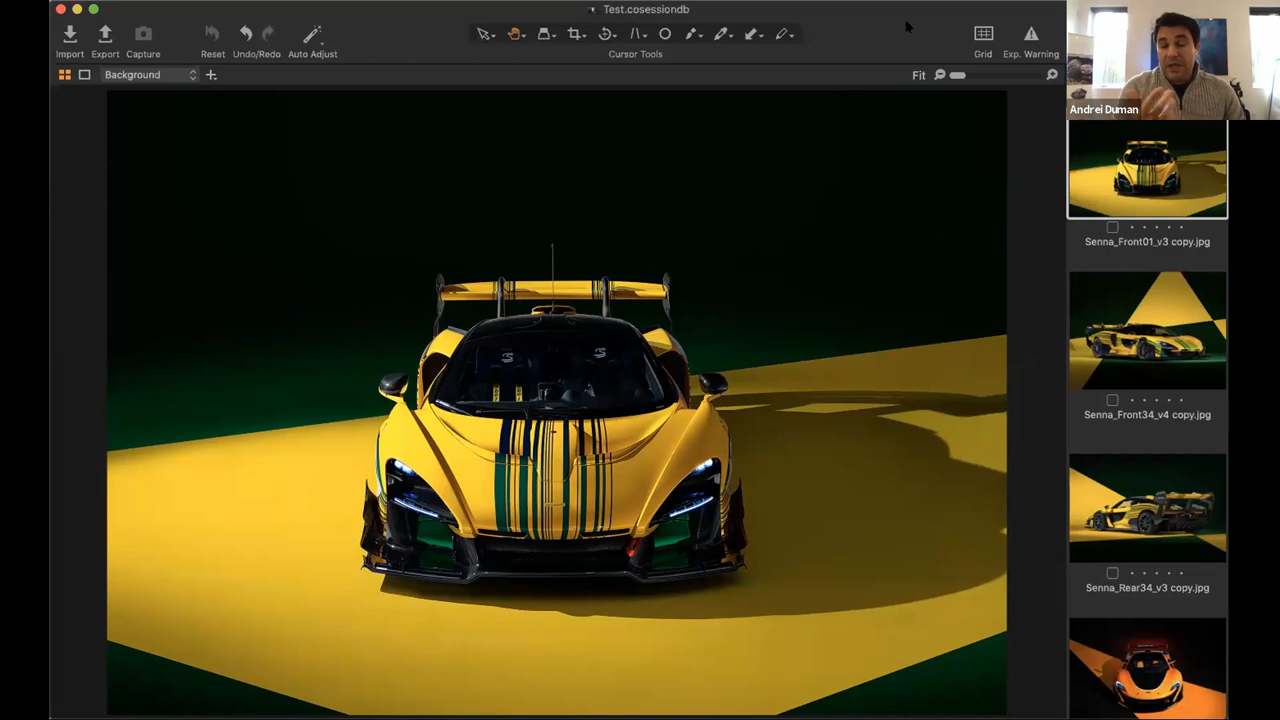 Test.cosessiondb
Import
Export
Capture
Reset
Undo/Redo
Auto Adjust
Cursor Tools
Grid
Exp. Warning
Background
Fit
Andrei Duman
Senna_Front01_v3 copy.jpg
Senna_Front34_v4 copy.jpg
Senna_Rear34_v3 copy.jpg